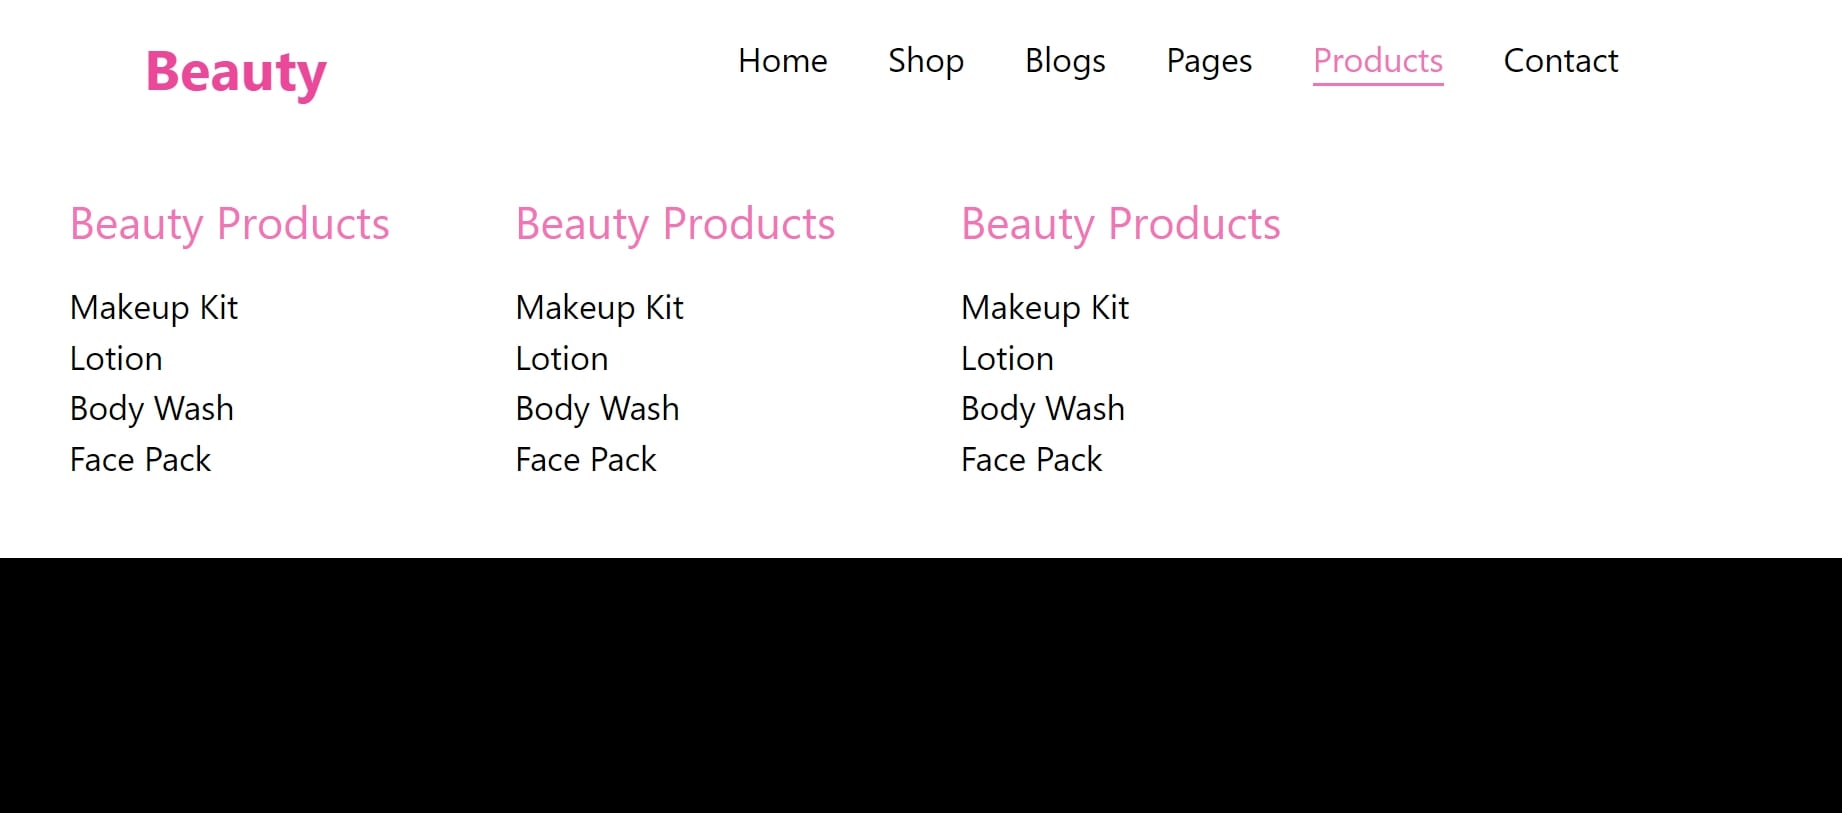 Beauty
Home Shop Blogs Pages Products Contact
Beauty Products
Makeup Kit
Lotion
Body Wash
Face Pack
Beauty Products
Makeup Kit
Lotion
Body Wash
Face Pack
Beauty Products
Makeup Kit
Lotion
Body Wash
Face Pack